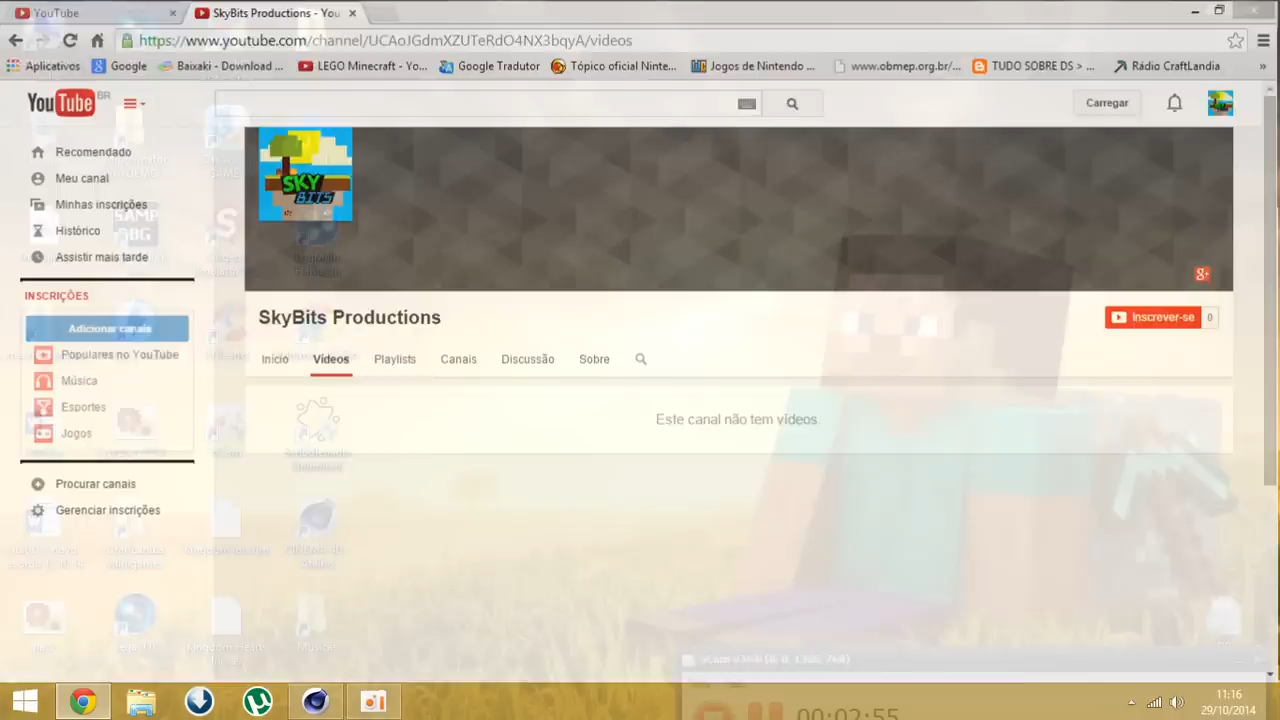 YouTube
SkyBits Productions - You
https://www.youtube.com/channel/UCAoJGdmXZUTeRdO4NX3bqyA/videos
Aplicativos
Google
Baixaki - Download ...
LEGO Minecraft - Yo...
Google Tradutor
Tópico oficial Ninte...
Jogos de Nintendo ...
www.obmep.org.br/...
TUDO SOBRE DS > ...
Rádio CraftLandia
»
YouTube BR
Carregar
Recomendado
Meu canal
Minhas inscrições
Histórico
Assistir mais tarde
INSCRIÇÕES
Adicionar canais
Populares no YouTube
Música
Esportes
Jogos
Procurar canais
Gerenciar inscrições
SKY
BITS
g+
SkyBits Productions
Inscrever-se
0
Início
Vídeos
Playlists
Canais
Discussão
Sobre
Este canal não tem vídeos.
00:02:55
11:16
29/10/2014